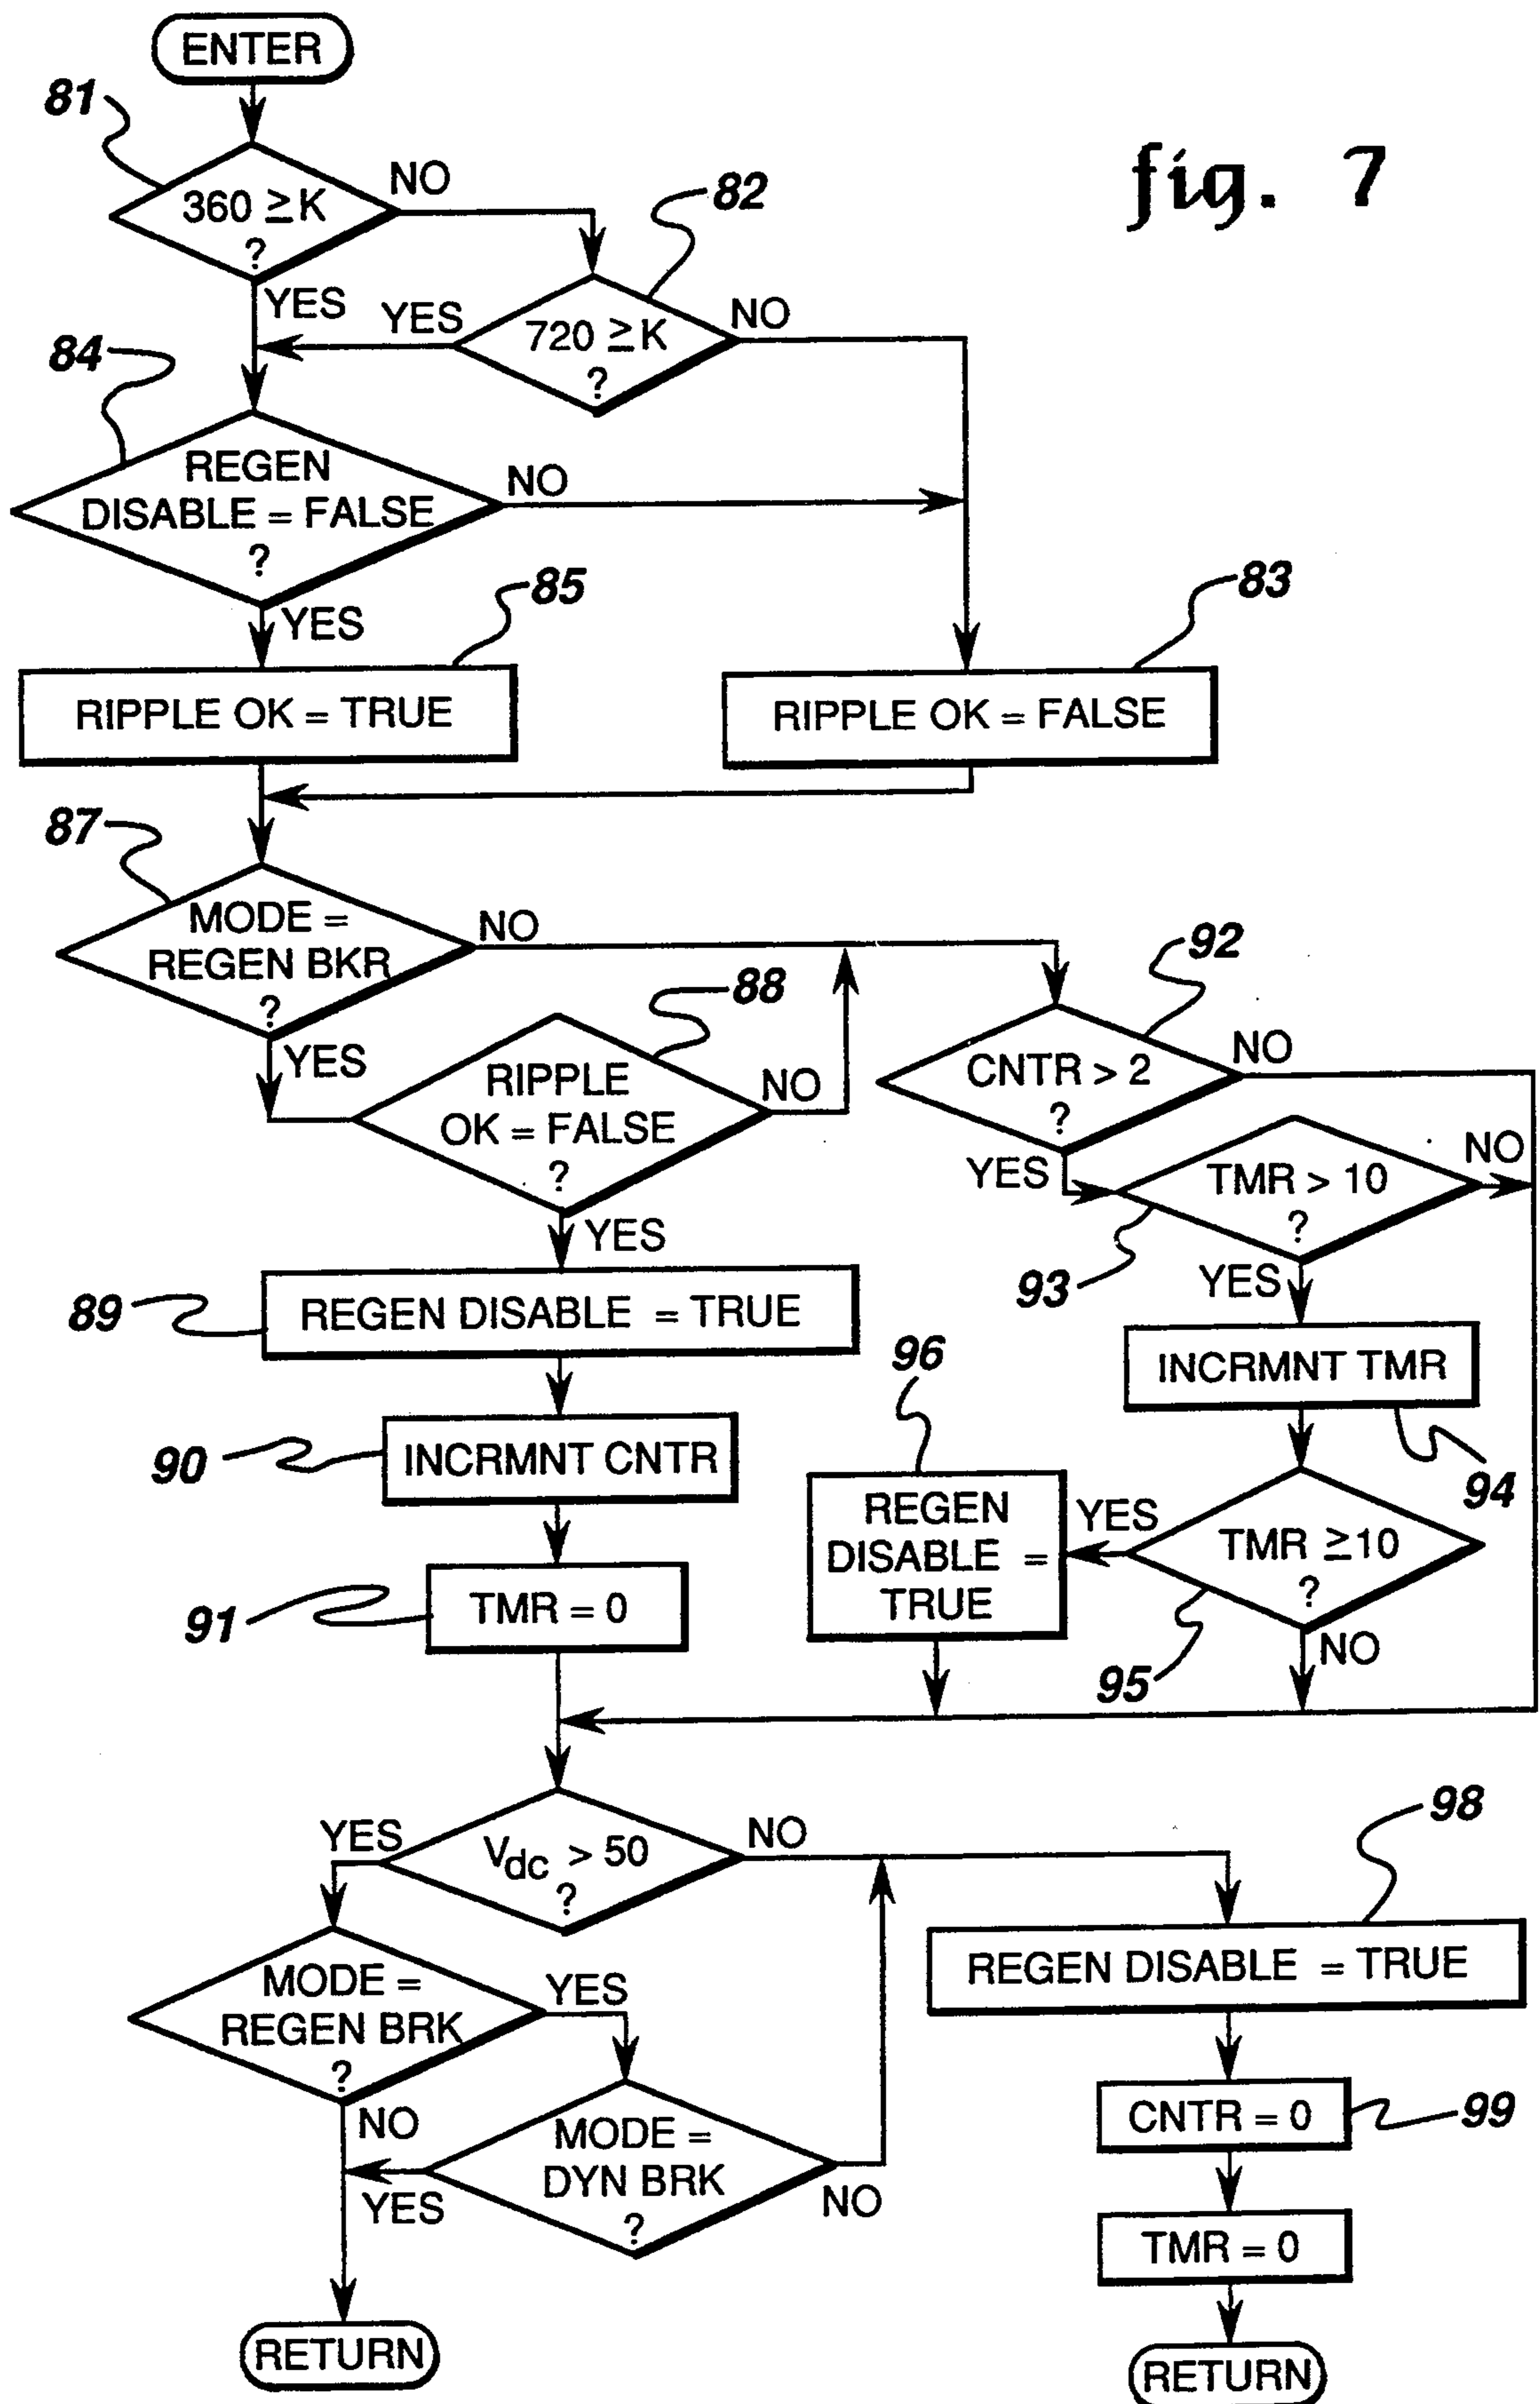 ENTER
81
360 ≥ K
?
NO
82
fig. 7
YES
YES
720 ≥ K
?
NO
84
REGEN
DISABLE = FALSE
?
NO
YES
85
83
RIPPLE OK = TRUE
RIPPLE OK = FALSE
87
MODE =
REGEN BKR
?
NO
YES
88
RIPPLE
OK = FALSE
?
NO
YES
92
CNTR > 2
?
NO
YES
TMR > 10
?
NO
93
YES
89
REGEN DISABLE = TRUE
INCRMNT TMR
94
90
INCRMNT CNTR
96
REGEN
DISABLE =
TRUE
YES
TMR ≥ 10
?
95
NO
91
TMR = 0
YES
Vdc > 50
?
NO
98
MODE =
REGEN BRK
?
YES
NO
REGEN DISABLE = TRUE
MODE =
DYN BRK
?
YES
NO
CNTR = 0
99
TMR = 0
RETURN
RETURN